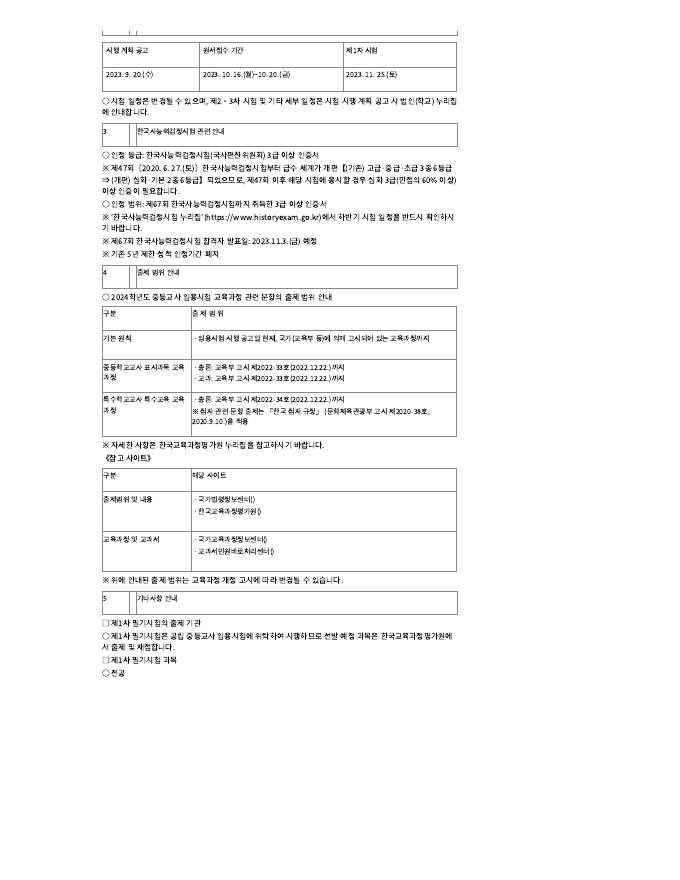 시행 계획 공고 원서접수 기간 제1차 시험
2023. 9. 20.(수) 2023. 10. 16.(월)~10. 20.(금) 2023. 11. 25.(토)
○ 시험 일정은 변경될 수 있으며, 제2・3차 시험 및 기타 세부 일정은 시험 시행 계획 공고 시 법인(학교) 누리집
에 안내합니다.
3 한국사능력검정시험 관련 안내
○ 인정 등급: 한국사능력검정시험(국사편찬위원회) 3급 이상 인증서
※ 제47회〔2020. 6. 27.(토)〕한국사능력검정시험부터 급수 체계가 개편【(기존) 고급·중급·초급 3종 6등급
⇒ (개편) 심화·기본 2종 6등급】되었으므로, 제47회 이후 해당 시험에 응시할 경우 심화 3급(만점의 60% 이상)
이상 인증이 필요합니다.
○ 인정 범위: 제67회 한국사능력검정시험까지 취득한 3급 이상 인증서
※ '한국사능력검정시험 누리집'(https://www.historyexam.go.kr)에서 하반기 시험 일정을 반드시 확인하시
기 바랍니다.
※ 제67회 한국사능력검정시험 합격자 발표일: 2023.11.3.(금) 예정
※ 기존 5년 제한 성적 인정기간 폐지
4 출제 범위 안내
○ 2024학년도 중등교사 임용시험 교육과정 관련 문항의 출제 범위 안내
구분 출제 범위
기본 원칙 · 임용시험 시행 공고일 현재, 국가(교육부 등)에 의해 고시되어 있는 교육과정까지
중등학교교사 표시과목 교육 · 총론: 교육부 고시 제2022-33호(2022.12.22.)까지
과정 · 교과: 교육부 고시 제2022-33호(2022.12.22.)까지
특수학교교사 특수교육 교육 · 총론: 교육부 고시 제2022-34호(2022.12.22.)까지
과정 ※ 점자 관련 문항 출제는 「한국 점자 규정」(문화체육관광부 고시 제2020-38호,
2020.9.10.)을 적용
※ 자세한 사항은 한국교육과정평가원 누리집을 참고하시기 바랍니다.
《참고 사이트》
구분 해당 사이트
출제범위 및 내용 · 국가법령정보센터()
· 한국교육과정평가원()
교육과정 및 교과서 · 국가교육과정정보센터()
· 교과서민원바로처리센터()
※ 위에 안내된 출제 범위는 교육과정 개정 고시에 따라 변경될 수 있습니다.
5 기타사항 안내
□ 제1차 필기시험의 출제 기관
○ 제1차 필기시험은 공립 중등교사 임용시험에 위탁하여 시행하므로 선발 예정 과목은 한국교육과정평가원에
서 출제 및 채점합니다.
□ 제1차 필기시험 과목
○ 전공